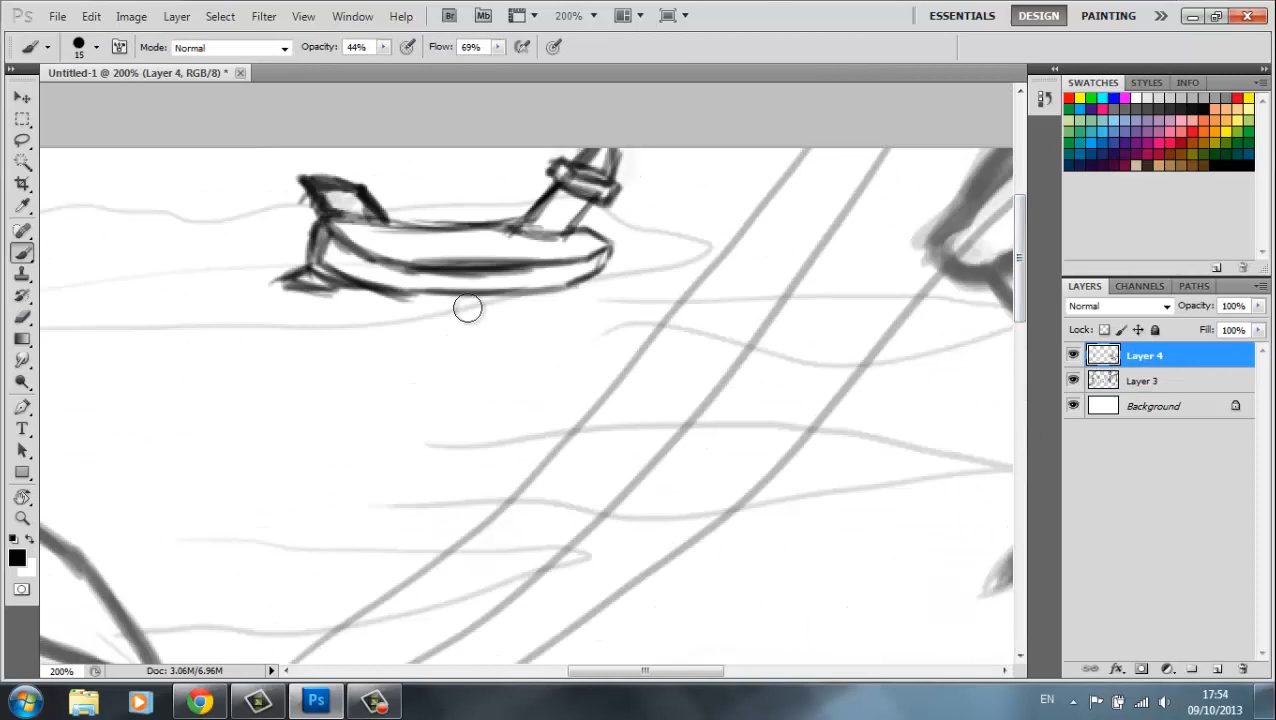 Ps File Edit Image Layer Select Filter View Window Help Br Mb 200% ESSENTIALS DESIGN PAINTING
15 Mode: Normal Opacity: 44% Flow: 69%
Untitled-1 @ 200% (Layer 4, RGB/8) *
SWATCHES STYLES INFO
LAYERS CHANNELS PATHS
Normal Opacity: 100%
Lock: Fill: 100%
Layer 4
Layer 3
Background
200% Doc: 3.06M/6.96M
Ps EN 17:54
09/10/2013